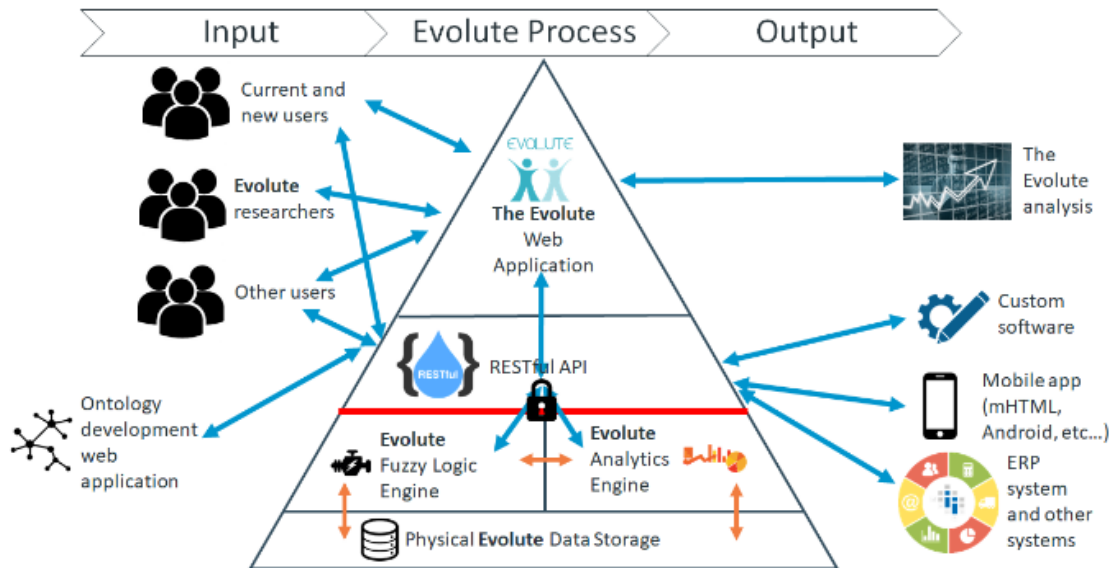 Input
Evolute Process
Output
Current and
new users
Evolute
researchers
Other users
Ontology
development
web
application
EVOLUTE
The Evolute
Web
Application
{ RESTful }
RESTful API
Evolute
Fuzzy Logic
Engine
Evolute
Analytics
Engine
Physical Evolute Data Storage
The
Evolute
analysis
Custom
software
Mobile app
(mHTML,
Android, etc...)
@
ERP
system
and other
systems